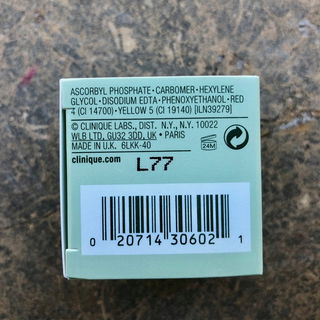 ASCORBYL PHOSPHATE • CARBOMER • HEXYLENE
GLYCOL • DISODIUM EDTA • PHENOXYETHANOL • RED
4 (CI 14700) • YELLOW 5 (CI 19140) [ILN39279]
© CLINIQUE LABS., DIST. N.Y., N.Y. 10022
WLB LTD, GU32 3DD, UK • PARIS
MADE IN U.K. 6LKK-40
clinique.com
24M
L77
0 20714 30602 1